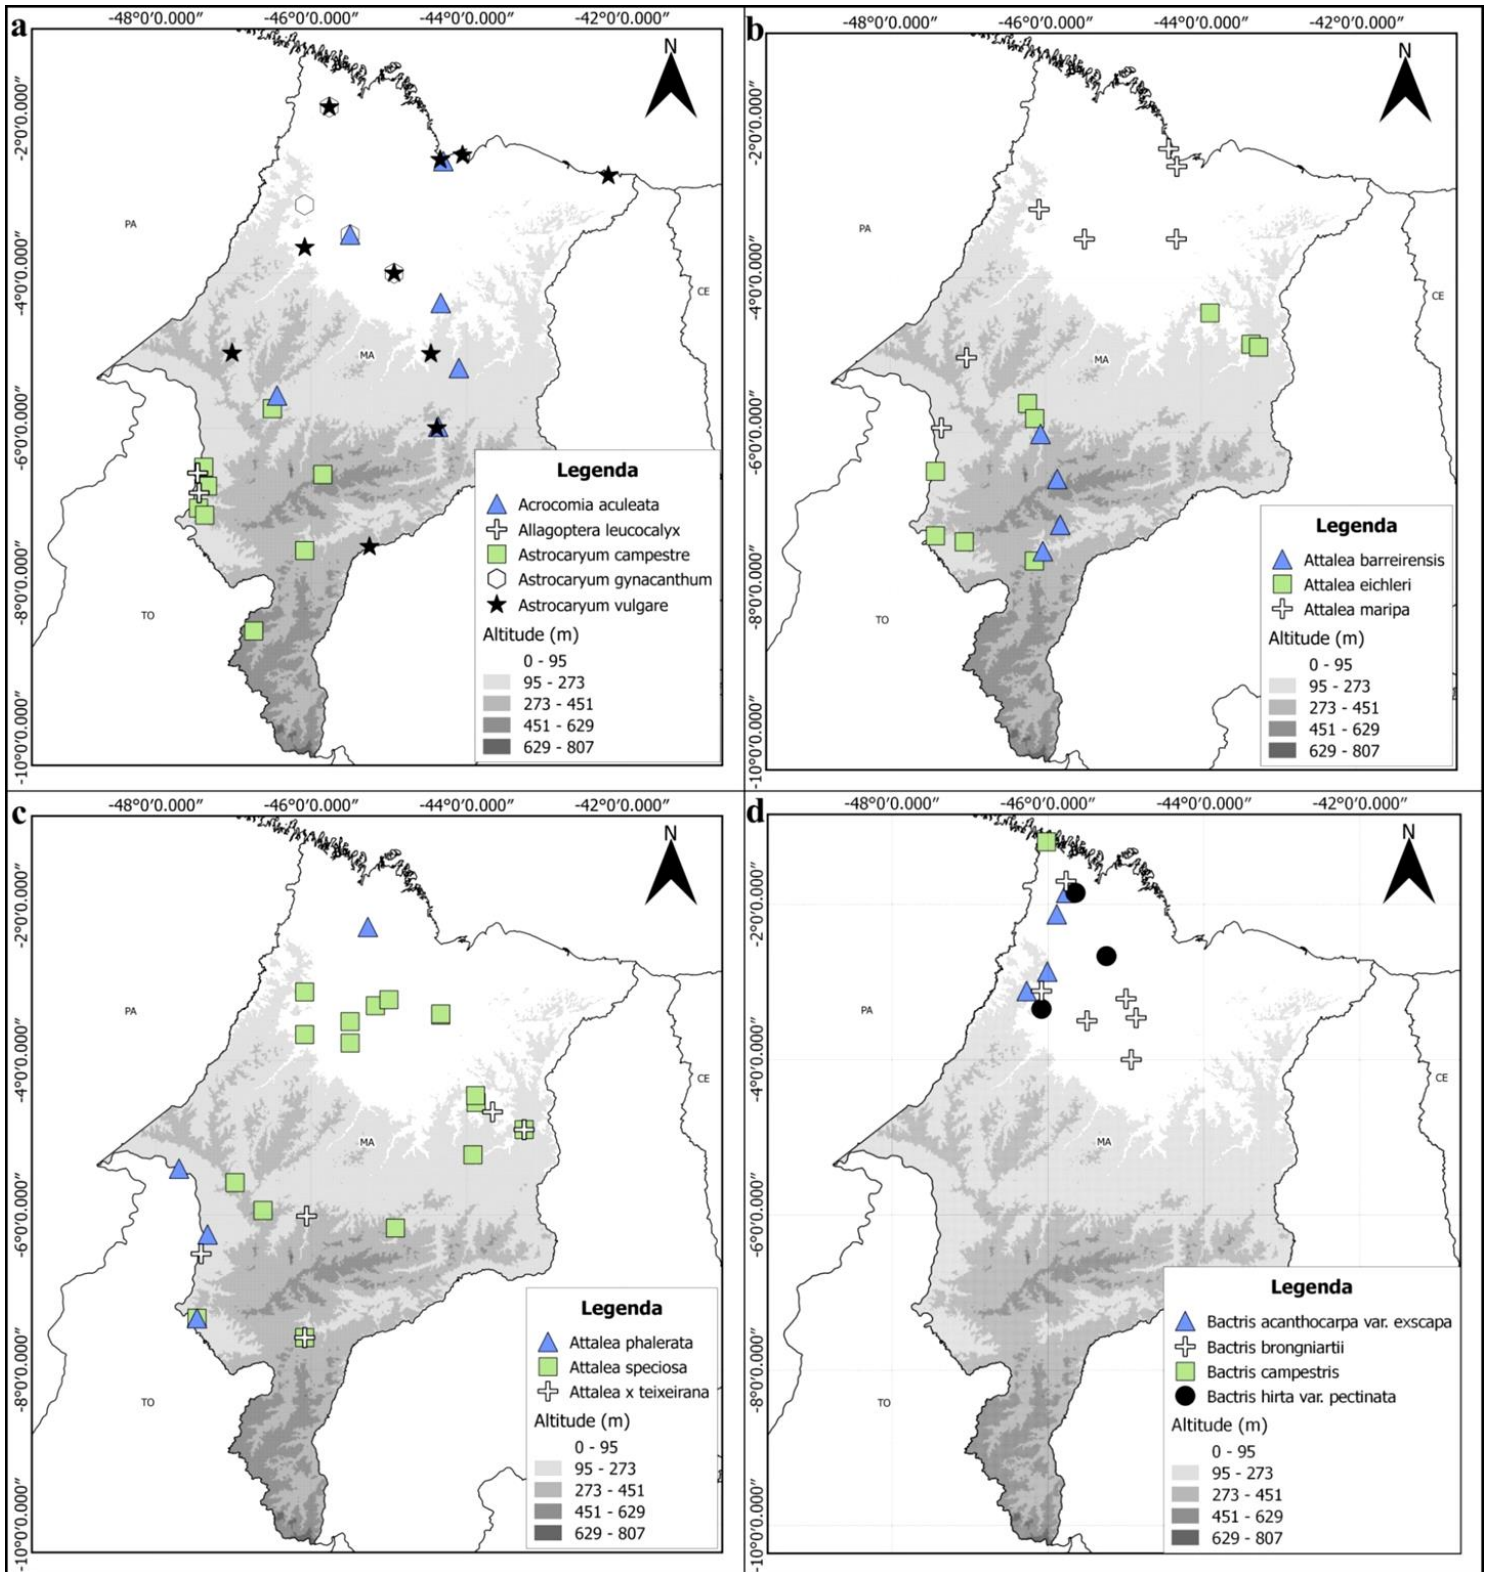 a
-48°0'0.000″ -46°0'0.000″ -44°0'0.000″ -42°0'0.000″
-2°0'0.000″
-4°0'0.000″
-6°0'0.000″
-8°0'0.000″
-10°0'0.000″
N
PA
CE
MA
TO
Legenda
Acrocomia aculeata
Allagoptera leucocalyx
Astrocaryum campestre
Astrocaryum gynacanthum
Astrocaryum vulgare
Altitude (m)
0 - 95
95 - 273
273 - 451
451 - 629
629 - 807
b
-48°0'0.000″ -46°0'0.000″ -44°0'0.000″ -42°0'0.000″
-2°0'0.000″
-4°0'0.000″
-6°0'0.000″
-8°0'0.000″
-10°0'0.000″
N
PA
CE
MA
TO
Legenda
Attalea barreirensis
Attalea eichleri
Attalea maripa
Altitude (m)
0 - 95
95 - 273
273 - 451
451 - 629
629 - 807
c
-48°0'0.000″ -46°0'0.000″ -44°0'0.000″ -42°0'0.000″
-2°0'0.000″
-4°0'0.000″
-6°0'0.000″
-8°0'0.000″
-10°0'0.000″
N
PA
CE
MA
TO
Legenda
Attalea phalerata
Attalea speciosa
Attalea x teixeirana
Altitude (m)
0 - 95
95 - 273
273 - 451
451 - 629
629 - 807
d
-48°0'0.000″ -46°0'0.000″ -44°0'0.000″ -42°0'0.000″
-2°0'0.000″
-4°0'0.000″
-6°0'0.000″
-8°0'0.000″
-10°0'0.000″
N
PA
CE
MA
TO
Legenda
Bactris acanthocarpa var. exscapa
Bactris brongniartii
Bactris campestris
Bactris hirta var. pectinata
Altitude (m)
0 - 95
95 - 273
273 - 451
451 - 629
629 - 807